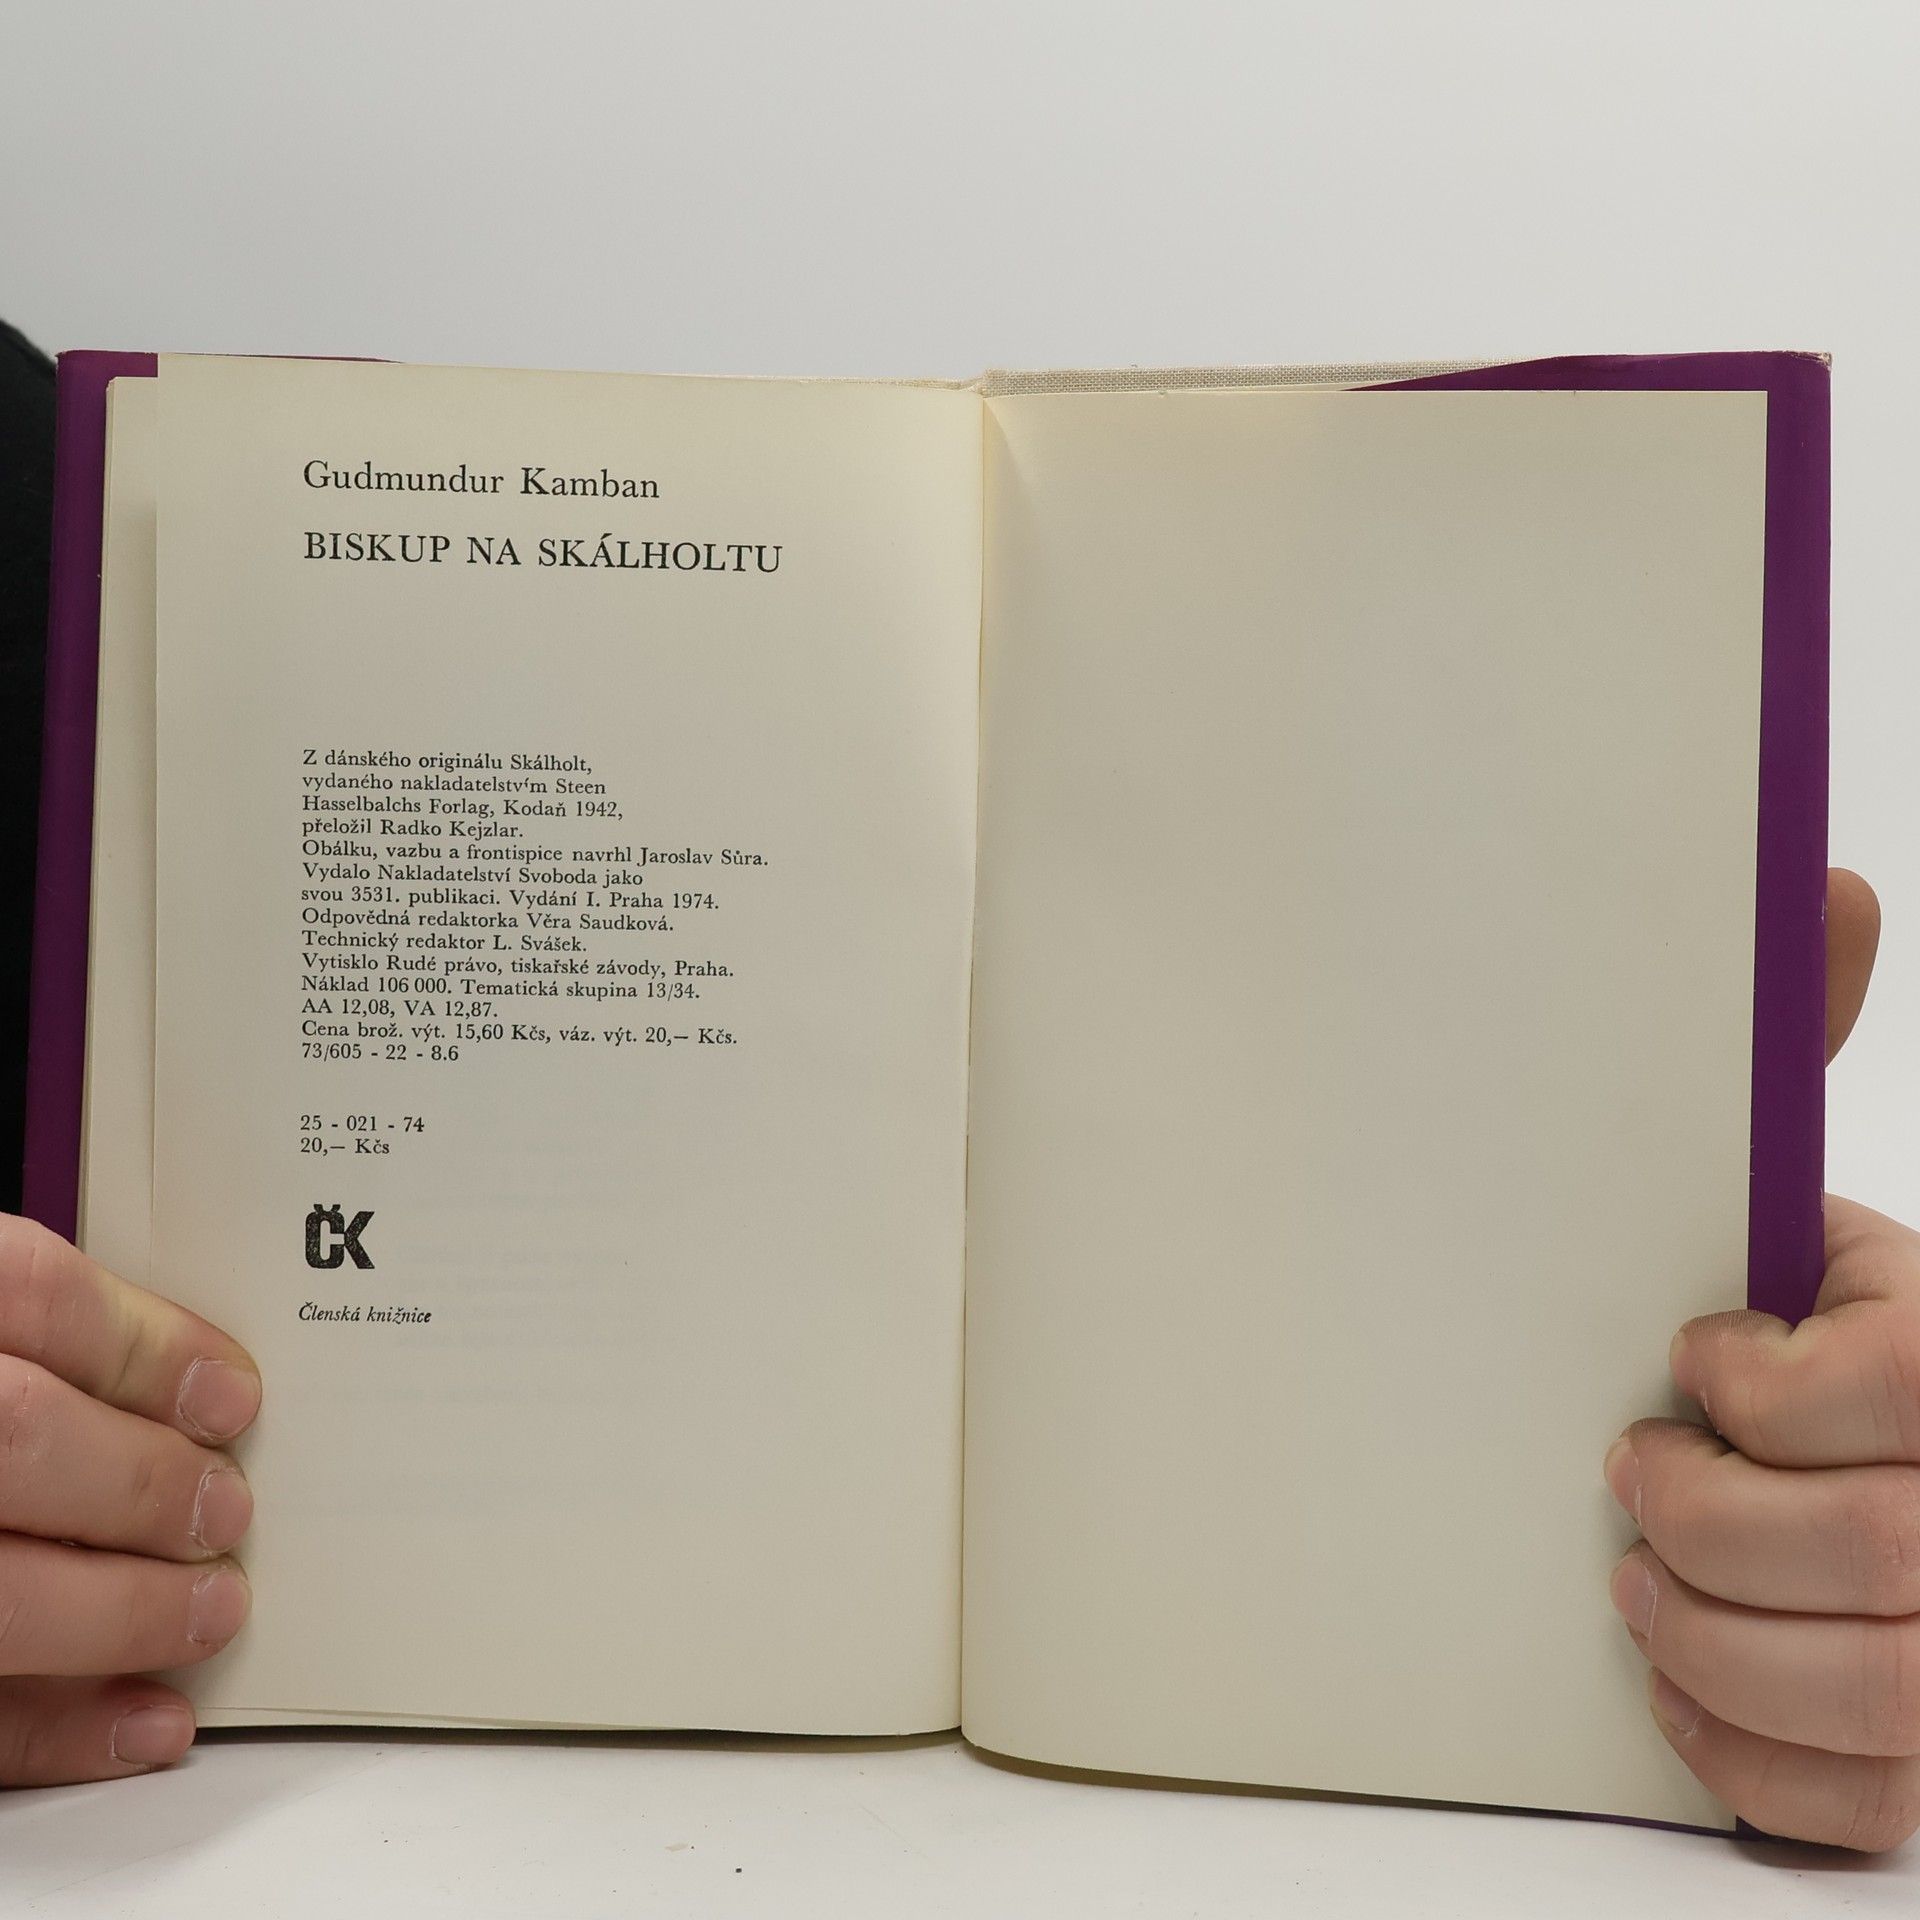 Gudmundur Kamban
BISKUP NA SKÁLHOLTU
Z dánského originálu Skálholt,
vydaného nakladatelstvím Steen
Hasselbalchs Forlag, Kodaň 1942,
přeložil Radko Kejzlar.
Obálku, vazbu a frontispice navrhl Jaroslav Sůra.
Vydalo Nakladatelství Svoboda jako
svou 3531. publikaci. Vydání I. Praha 1974.
Odpovědná redaktorka Věra Saudková.
Technický redaktor L. Svášek.
Vytisklo Rudé právo, tiskařské závody, Praha.
Náklad 106 000. Tematická skupina 13/34.
AA 12,08, VA 12,87.
Cena brož. výt. 15,60 Kčs, váz. výt. 20,— Kčs.
73/605 - 22 - 8.6
25 - 021 - 74
20,— Kčs
ČK
Členská knižnice